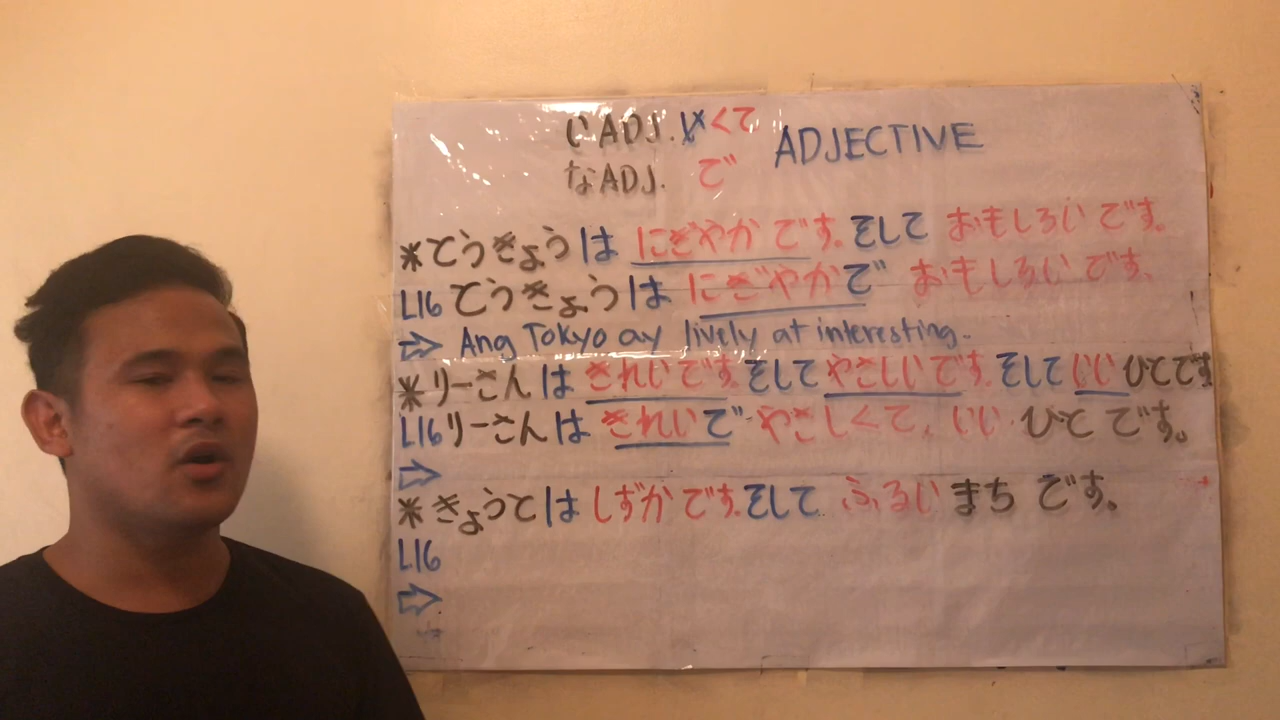 いADJ. いくて ADJECTIVE
なADJ. で
*とうきょうは にぎやかです。そして おもしろいです。
L16 とうきょうは にぎやかで おもしろいです。
⇨ Ang Tokyo ay lively at interesting.
*りーさんは きれいです。そして やさしいです。そして いい ひとです
L16 りーさんは きれいで やさしくて、いい ひとです。
⇨
*きょうとは しずかです。そして ふるい まち です。
L16
⇨